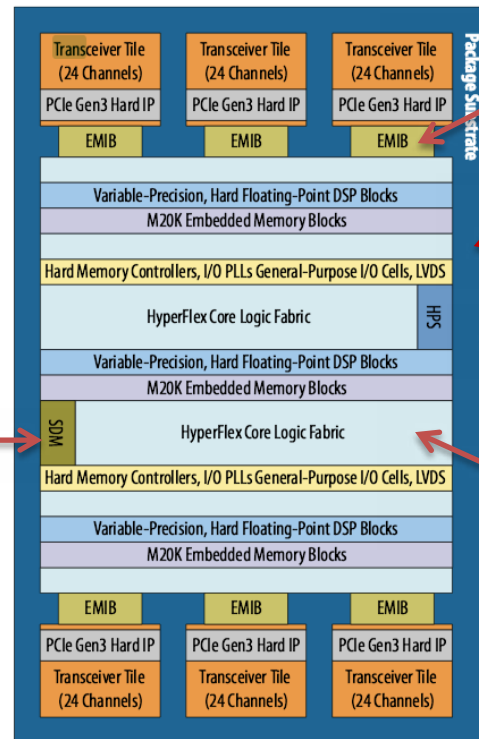 Transceiver Tile
(24 Channels)
Transceiver Tile
(24 Channels)
Transceiver Tile
(24 Channels)
Package Substrate
PCIe Gen3 Hard IP
PCIe Gen3 Hard IP
PCIe Gen3 Hard IP
EMIB
EMIB
EMIB
Variable-Precision, Hard Floating-Point DSP Blocks
M20K Embedded Memory Blocks
Hard Memory Controllers, I/O PLLs General-Purpose I/O Cells, LVDS
HyperFlex Core Logic Fabric
HPS
Variable-Precision, Hard Floating-Point DSP Blocks
M20K Embedded Memory Blocks
SDM
HyperFlex Core Logic Fabric
Hard Memory Controllers, I/O PLLs General-Purpose I/O Cells, LVDS
Variable-Precision, Hard Floating-Point DSP Blocks
M20K Embedded Memory Blocks
EMIB
EMIB
EMIB
PCIe Gen3 Hard IP
PCIe Gen3 Hard IP
PCIe Gen3 Hard IP
Transceiver Tile
(24 Channels)
Transceiver Tile
(24 Channels)
Transceiver Tile
(24 Channels)